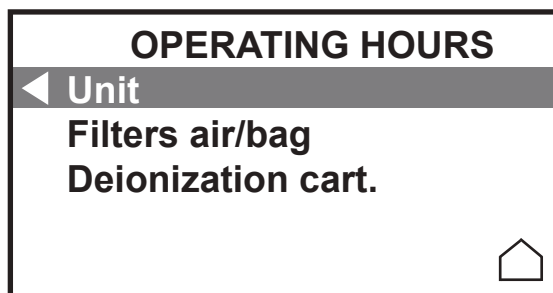 OPERATING HOURS
Unit
Filters air/bag
Deionization cart.